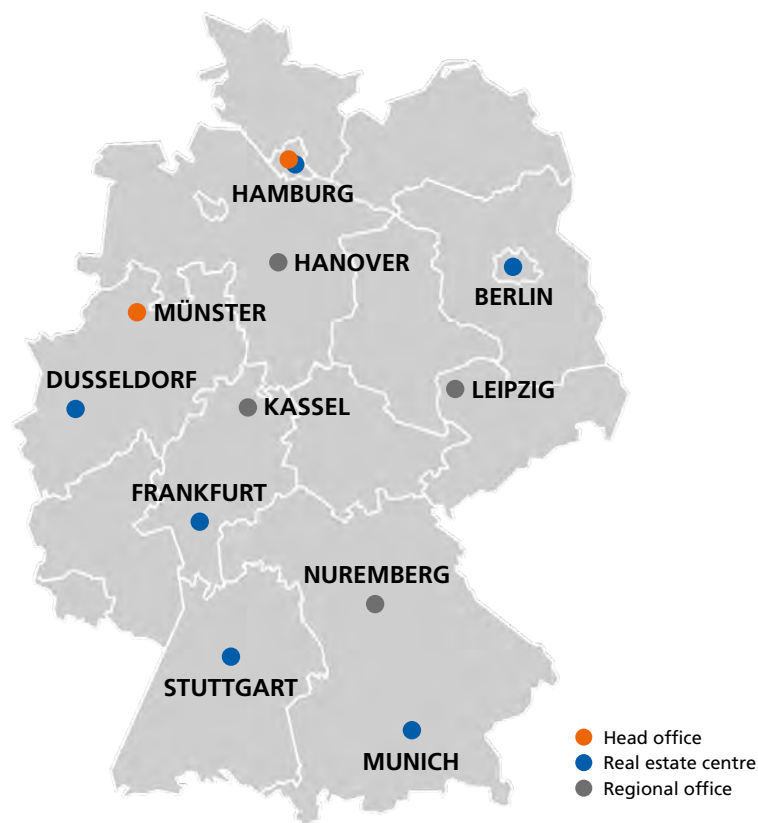 HAMBURG
HANOVER
BERLIN
MÜNSTER
DUSSELDORF
LEIPZIG
KASSEL
FRANKFURT
NUREMBERG
STUTTGART
MUNICH
Head office
Real estate centre
Regional office